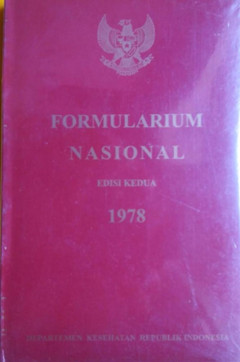 FORMULARIUM
NASIONAL
EDISI KEDUA
1978
DEPARTEMEN KESEHATAN REPUBLIK INDONESIA